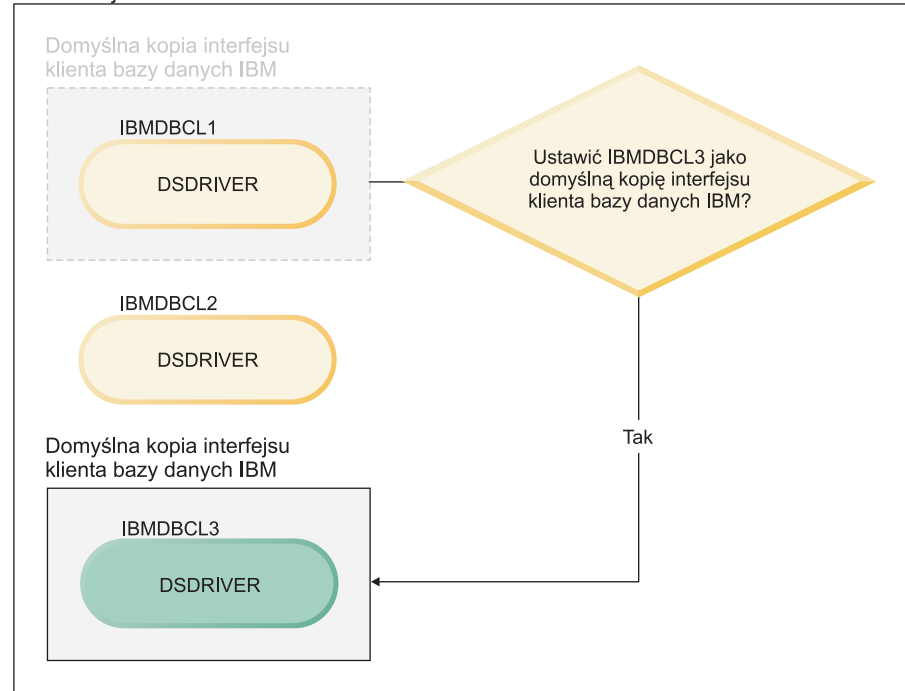 Domyślna kopia interfejsu
klienta bazy danych IBM
IBMDBCL1
DSDRIVER
Ustawić IBMDBCL3 jako
domyślną kopię interfejsu
klienta bazy danych IBM?
IBMDBCL2
DSDRIVER
Tak
Domyślna kopia interfejsu
klienta bazy danych IBM
IBMDBCL3
DSDRIVER